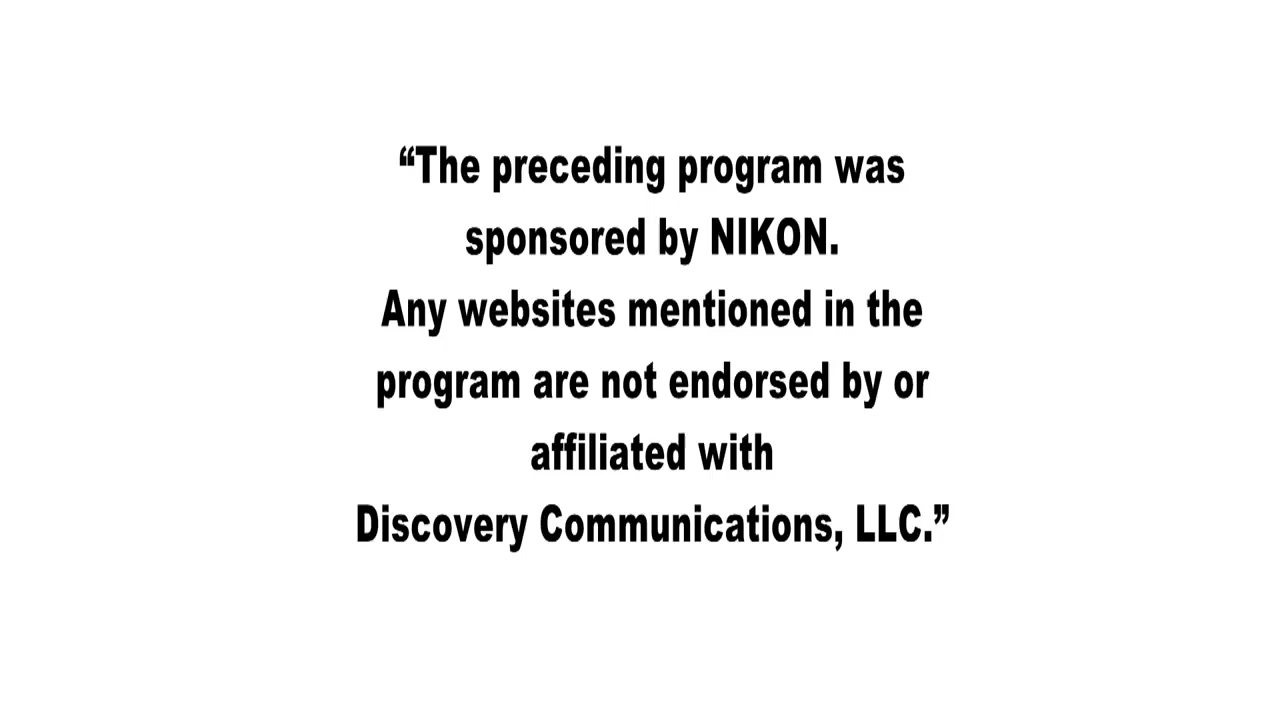 “The preceding program was
sponsored by NIKON.
Any websites mentioned in the
program are not endorsed by or
affiliated with
Discovery Communications, LLC.”